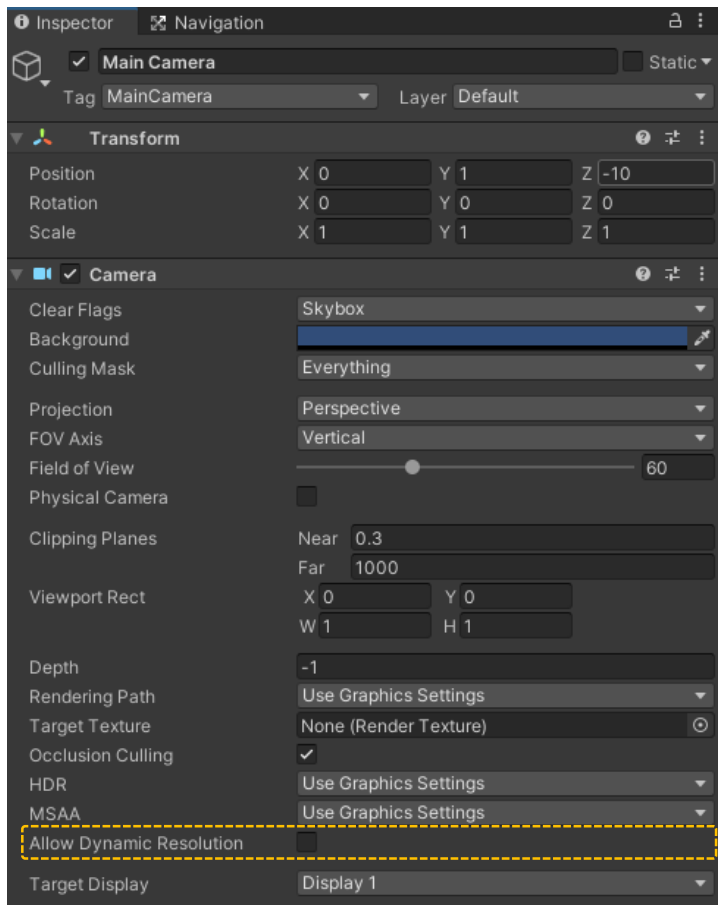 Inspector Navigation
Main Camera Static
Tag MainCamera Layer Default
Transform
Position X 0 Y 1 Z -10
Rotation X 0 Y 0 Z 0
Scale X 1 Y 1 Z 1
Camera
Clear Flags Skybox
Background
Culling Mask Everything
Projection Perspective
FOV Axis Vertical
Field of View 60
Physical Camera
Clipping Planes Near 0.3
Far 1000
Viewport Rect X 0 Y 0
W 1 H 1
Depth -1
Rendering Path Use Graphics Settings
Target Texture None (Render Texture)
Occlusion Culling
HDR Use Graphics Settings
MSAA Use Graphics Settings
Allow Dynamic Resolution
Target Display Display 1